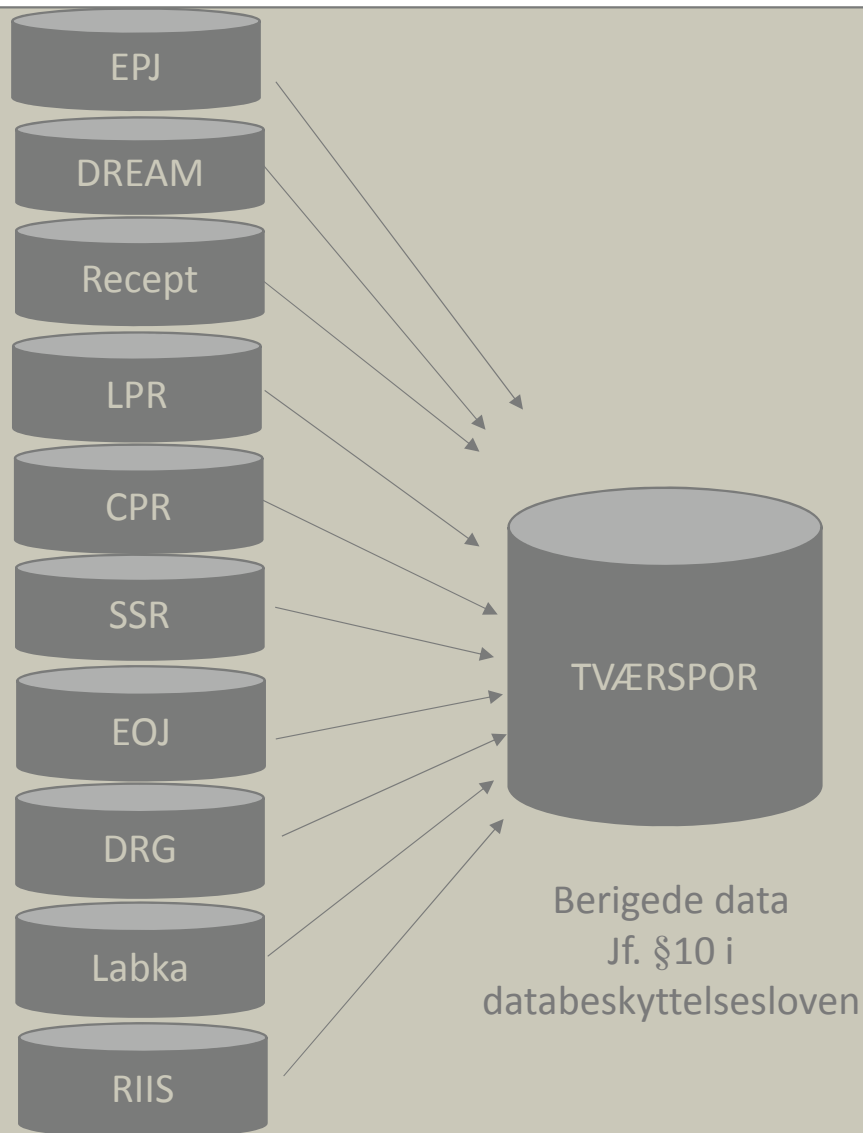 EPJ
DREAM
Recept
LPR
CPR
SSR
EOJ
DRG
Labka
RIIS
TVÆRSPOR
Berigede data
Jf. §10 i
databeskyttelsesloven